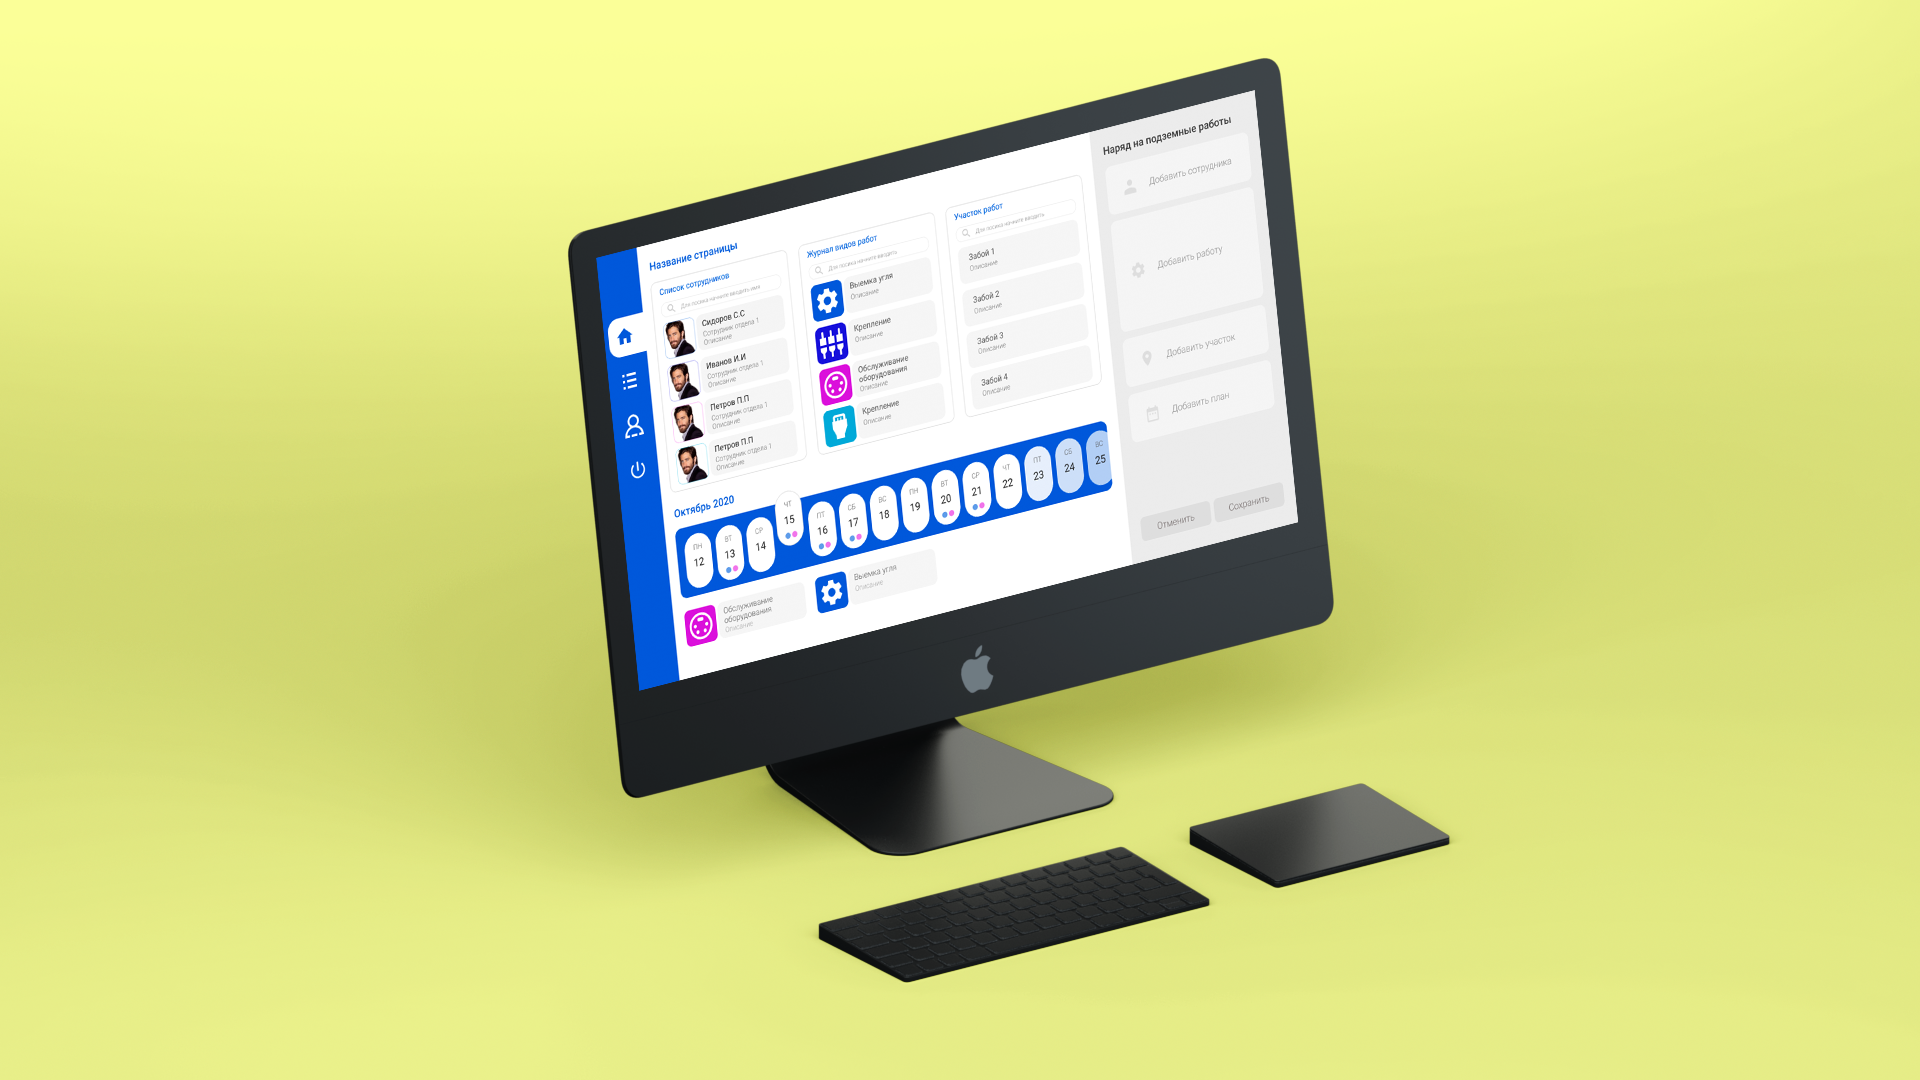 Название страницы
Список сотрудников
Для поиска начните вводить имя
Сидоров С.С
Сотрудник отдела 1
Описание
Иванов И.И
Сотрудник отдела 1
Описание
Петров П.П
Сотрудник отдела 1
Описание
Петров П.П
Сотрудник отдела 1
Описание
Журнал видов работ
Для поиска начните вводить
Выемка угля
Описание
Крепление
Описание
Обслуживание
оборудования
Описание
Крепление
Описание
Участок работ
Для поиска начните вводить
Забой 1
Описание
Забой 2
Описание
Забой 3
Описание
Забой 4
Описание
Октябрь 2020
ПН 12
ВТ 13
СР 14
ЧТ 15
ПТ 16
СБ 17
ВС 18
ПН 19
ВТ 20
СР 21
ЧТ 22
ПТ 23
СБ 24
ВС 25
Обслуживание
оборудования
Описание
Выемка угля
Описание
Наряд на подземные работы
Добавить сотрудника
Добавить работу
Добавить участок
Добавить план
Отменить
Сохранить